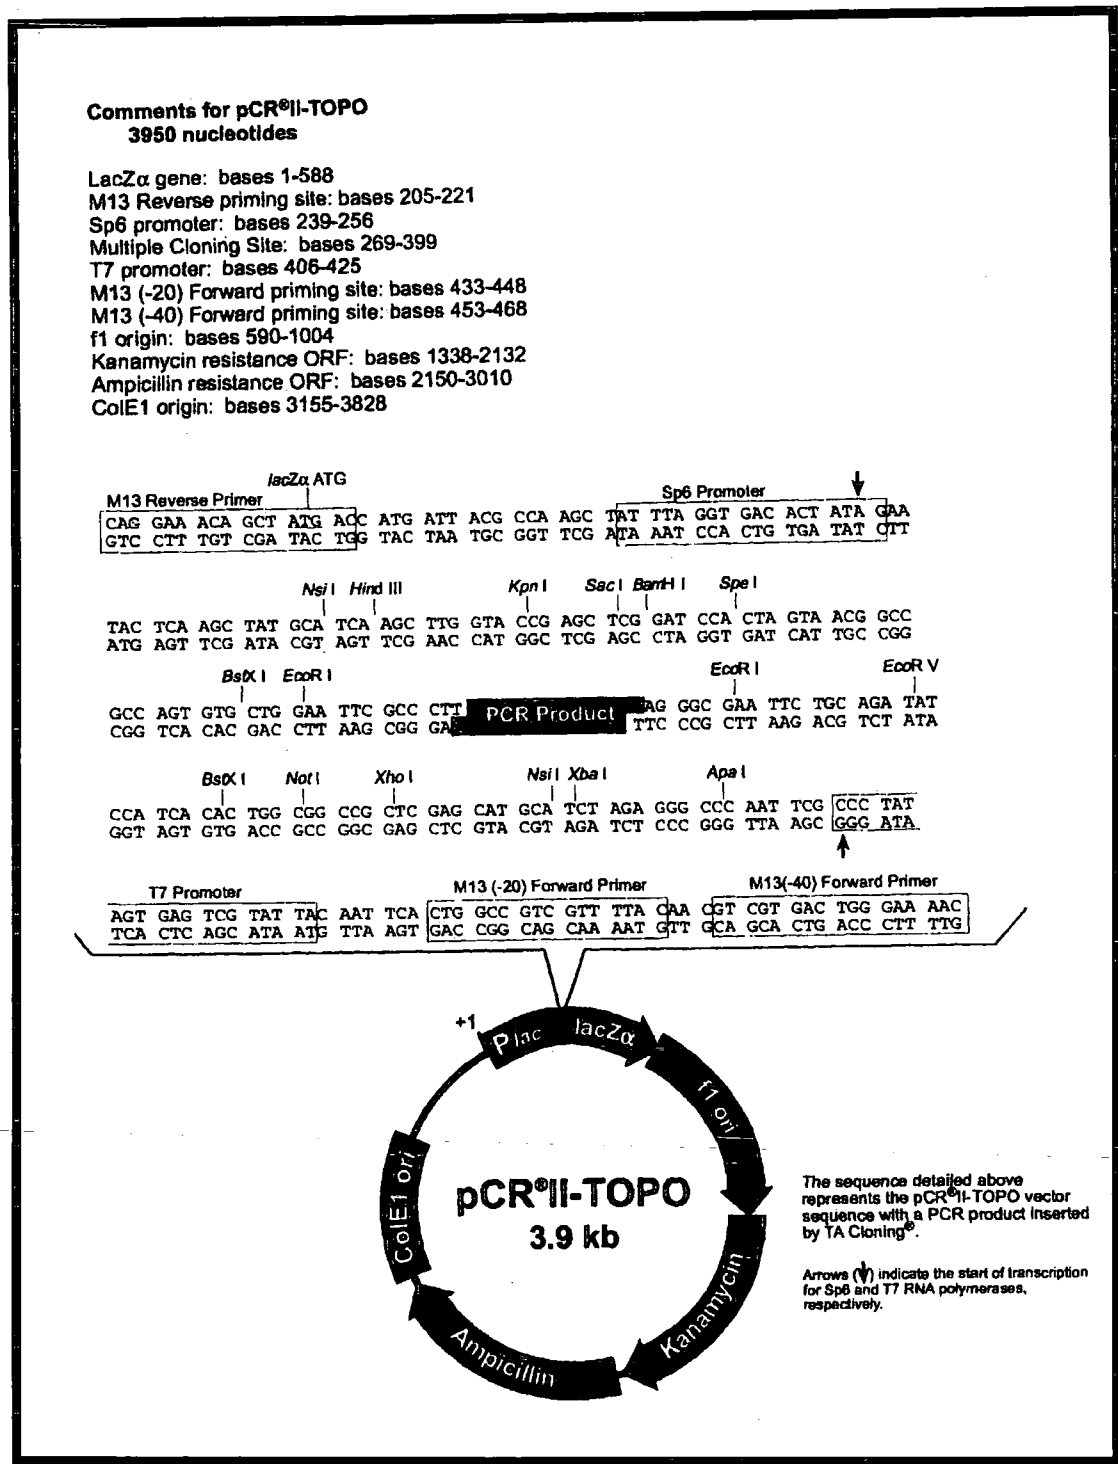 Comments for pCR®II-TOPO
3950 nucleotides
LacZα gene: bases 1-588
M13 Reverse priming site: bases 205-221
Sp6 promoter: bases 239-256
Multiple Cloning Site: bases 269-399
T7 promoter: bases 406-425
M13 (-20) Forward priming site: bases 433-448
M13 (-40) Forward priming site: bases 453-468
f1 origin: bases 590-1004
Kanamycin resistance ORF: bases 1338-2132
Ampicillin resistance ORF: bases 2150-3010
ColE1 origin: bases 3155-3828
lacZα ATG
M13 Reverse Primer Sp6 Promoter
CAG GAA ACA GCT ATG ACC ATG ATT ACG CCA AGC TAT TTA GGT GAC ACT ATA GAA
GTC CTT TGT CGA TAC TGG TAC TAA TGC GGT TCG ATA AAT CCA CTG TGA TAT CTT
Nsi I Hind III Kpn I Sac I BamH I Spe I
TAC TCA AGC TAT GCA TCA AGC TTG GTA CCG AGC TCG GAT CCA CTA GTA ACG GCC
ATG AGT TCG ATA CGT AGT TCG AAC CAT GGC TCG AGC CTA GGT GAT CAT TGC CGG
BstX I EcoR I EcoR I EcoR V
GCC AGT GTG CTG GAA TTC GCC CTT PCR Product AG GGC GAA TTC TGC AGA TAT
CGG TCA CAC GAC CTT AAG CGG GA TTC CCG CTT AAG ACG TCT ATA
BstX I Not I Xho I Nsi I Xba I Apa I
CCA TCA CAC TGG CGG CCG CTC GAG CAT GCA TCT AGA GGG CCC AAT TCG CCC TAT
GGT AGT GTG ACC GCC GGC GAG CTC GTA CGT AGA TCT CCC GGG TTA AGC GGG ATA
T7 Promoter M13 (-20) Forward Primer M13(-40) Forward Primer
AGT GAG TCG TAT TAC AAT TCA CTG GCC GTC GTT TTA CAA CGT CGT GAC TGG GAA AAC
TCA CTC AGC ATA ATG TTA AGT GAC CGG CAG CAA AAT GTT GCA GCA CTG ACC CTT TTG
+1
P lac lacZα
f1 ori
Kanamycin
Ampicillin
ColE1 ori
pCR®II-TOPO
3.9 kb
The sequence detailed above
represents the pCR®II-TOPO vector
sequence with a PCR product inserted
by TA Cloning®.
Arrows (↓) indicate the start of transcription
for Sp6 and T7 RNA polymerases,
respectively.